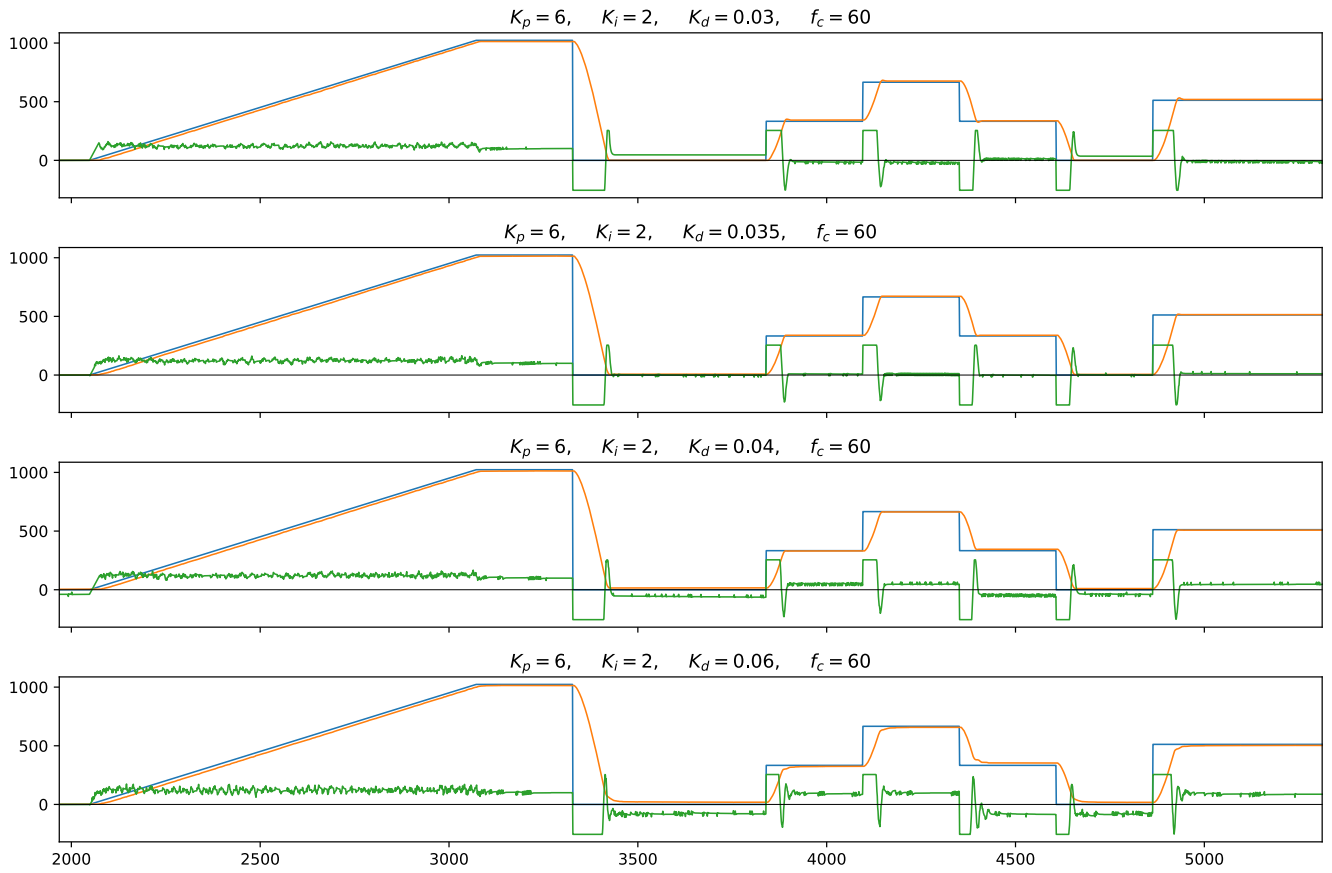 K_p = 6, K_i = 2, K_d = 0.03, f_c = 60
1000
500
0
K_p = 6, K_i = 2, K_d = 0.035, f_c = 60
1000
500
0
K_p = 6, K_i = 2, K_d = 0.04, f_c = 60
1000
500
0
K_p = 6, K_i = 2, K_d = 0.06, f_c = 60
1000
500
0
2000 2500 3000 3500 4000 4500 5000